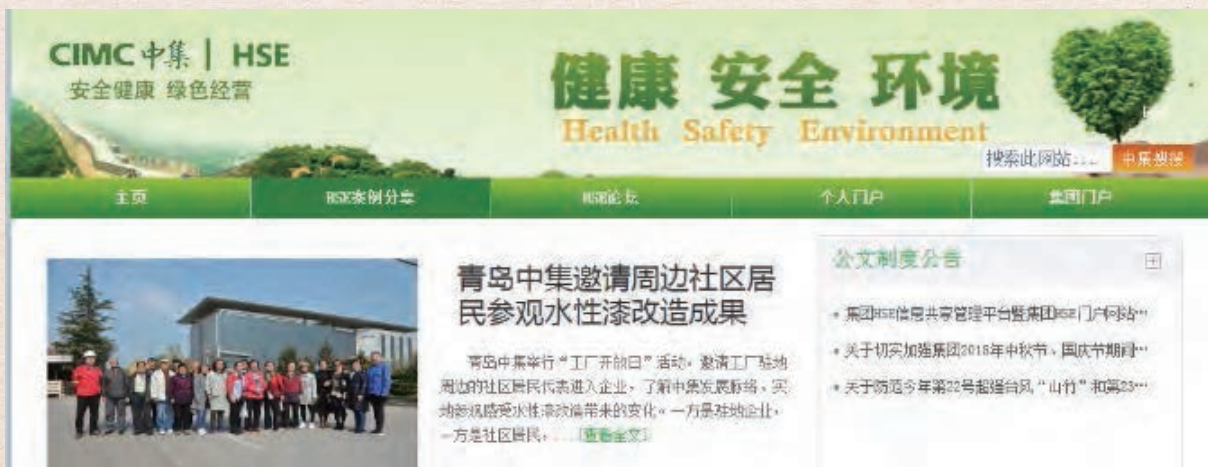 CIMC中集 | HSE
安全健康 绿色经营
健康 安全 环境
Health Safety Environment
搜索此网站... 中集搜搜
主页 HSE案例分享 HSE论坛 个人门户 集团门户
青岛中集邀请周边社区居
民参观水性漆改造成果
青岛中集举行“工厂开放日”活动，邀请工厂驻地
周边的社区居民代表进入企业，了解中集发展脉络，实
地参观感受水性漆改造带来的变化。一方是驻地企业，
一方是社区居民，...[查看全文]
公文制度公告
• 集团HSE信息共享管理平台暨集团HSE门户网站…
• 关于切实加强集团2018年中秋节、国庆节期间…
• 关于防范今年第22号超强台风“山竹”和第23…